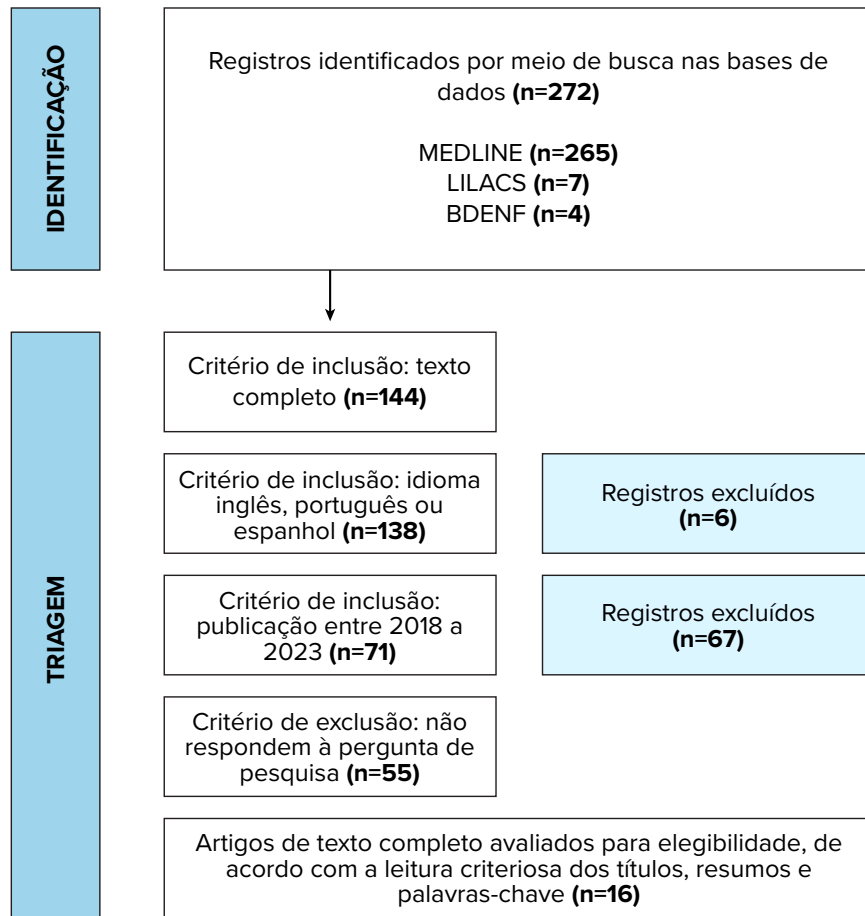 IDENTIFICAÇÃO
Registros identificados por meio de busca nas bases de
dados (n=272)
MEDLINE (n=265)
LILACS (n=7)
BDENF (n=4)
TRIAGEM
Critério de inclusão: texto
completo (n=144)
Critério de inclusão: idioma
inglês, português ou
espanhol (n=138)
Registros excluídos
(n=6)
Critério de inclusão:
publicação entre 2018 a
2023 (n=71)
Registros excluídos
(n=67)
Critério de exclusão: não
respondem à pergunta de
pesquisa (n=55)
Artigos de texto completo avaliados para elegibilidade, de
acordo com a leitura criteriosa dos títulos, resumos e
palavras-chave (n=16)